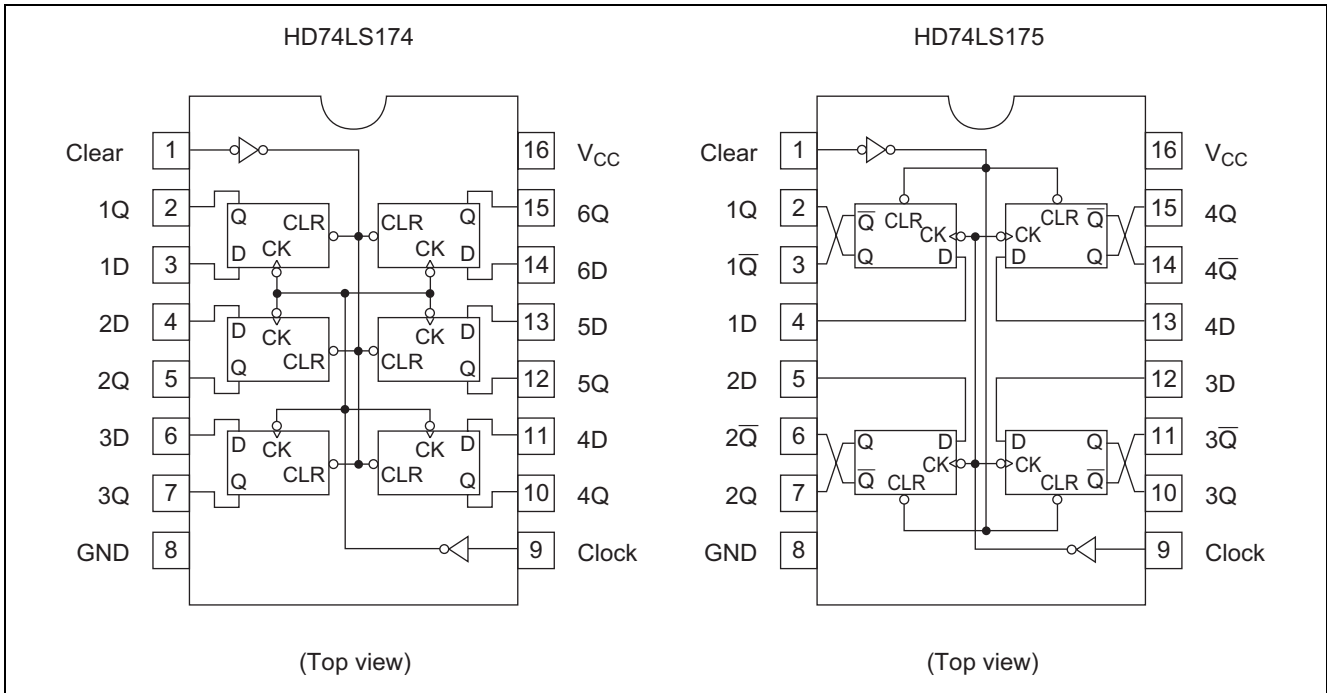 HD74LS174
Clear 1 16 VCC
1Q 2 Q CLR CLR Q 15 6Q
1D 3 D CK CK D 14 6D
2D 4 D CK CK D 13 5D
2Q 5 Q CLR CLR Q 12 5Q
3D 6 D CK CK D 11 4D
3Q 7 Q CLR CLR Q 10 4Q
GND 8 9 Clock
(Top view)
HD74LS175
Clear 1 16 VCC
1Q 2 Q̅ CLR CLR Q̅ 15 4Q
CK CK
1Q̅ 3 Q D D Q 14 4Q̅
1D 4 13 4D
2D 5 12 3D
2Q̅ 6 Q D D Q 11 3Q̅
CK CK
2Q 7 Q̅ CLR CLR Q̅ 10 3Q
GND 8 9 Clock
(Top view)